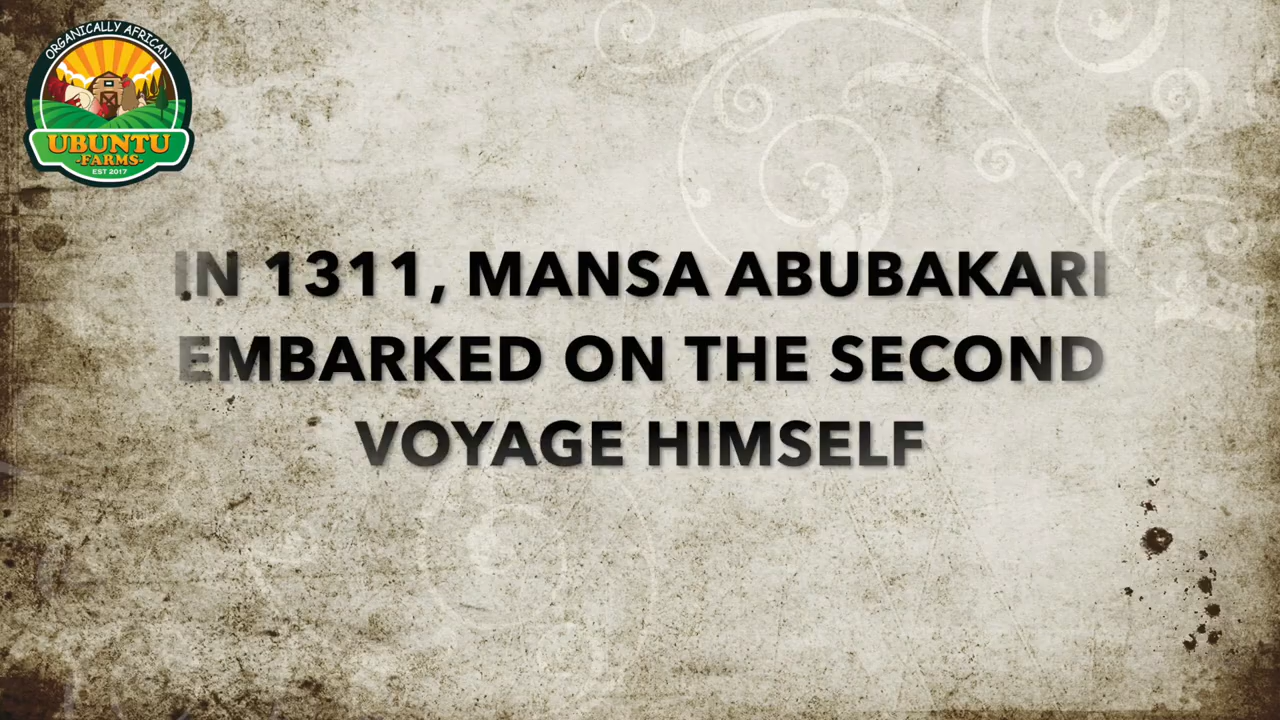 ORGANICALLY AFRICAN
UBUNTU
-FARMS-
EST 2017
IN 1311, MANSA ABUBAKARI
EMBARKED ON THE SECOND
VOYAGE HIMSELF